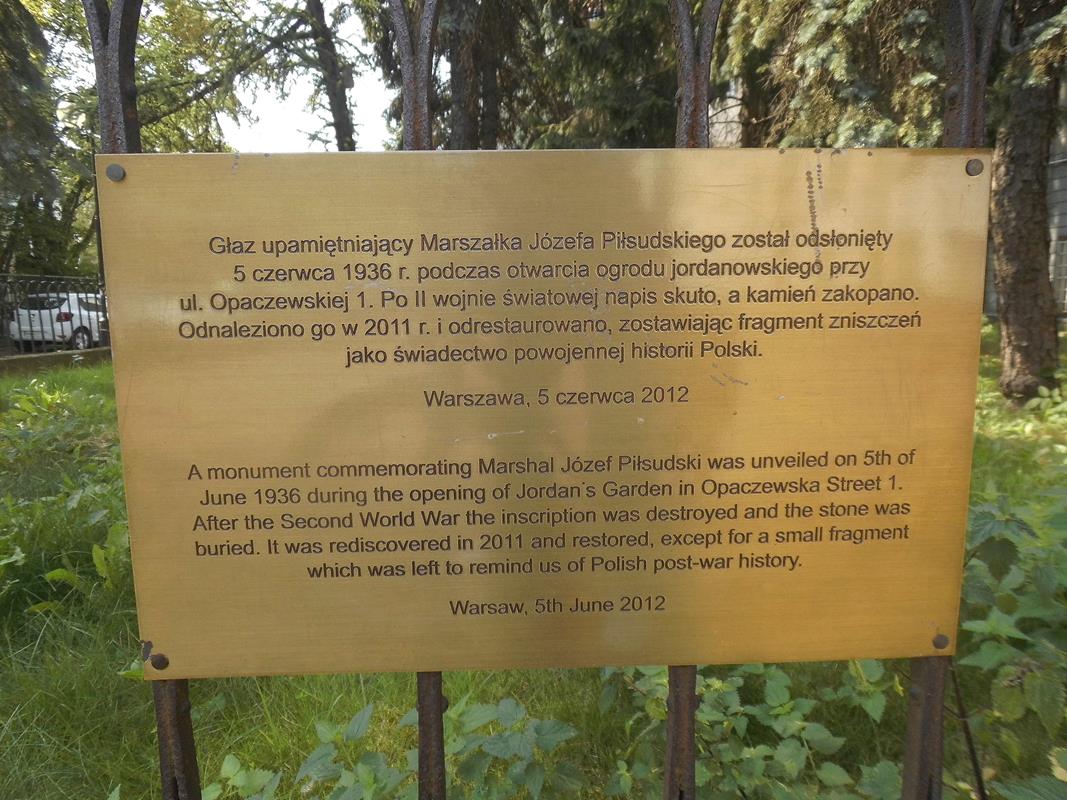 Głaz upamiętniający Marszałka Józefa Piłsudskiego został odsłonięty
5 czerwca 1936 r. podczas otwarcia ogrodu jordanowskiego przy
ul. Opaczewskiej 1. Po II wojnie światowej napis skuto, a kamień zakopano.
Odnaleziono go w 2011 r. i odrestaurowano, zostawiając fragment zniszczeń
jako świadectwo powojennej historii Polski.
Warszawa, 5 czerwca 2012
A monument commemorating Marshal Józef Piłsudski was unveiled on 5th of
June 1936 during the opening of Jordan's Garden in Opaczewska Street 1.
After the Second World War the inscription was destroyed and the stone was
buried. It was rediscovered in 2011 and restored, except for a small fragment
which was left to remind us of Polish post-war history.
Warsaw, 5th June 2012